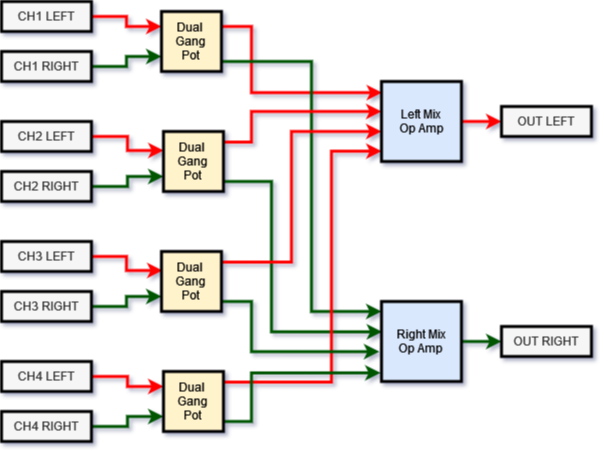 CH1 LEFT
CH1 RIGHT
Dual
Gang
Pot
CH2 LEFT
CH2 RIGHT
Dual
Gang
Pot
CH3 LEFT
CH3 RIGHT
Dual
Gang
Pot
CH4 LEFT
CH4 RIGHT
Dual
Gang
Pot
Left Mix
Op Amp
OUT LEFT
Right Mix
Op Amp
OUT RIGHT